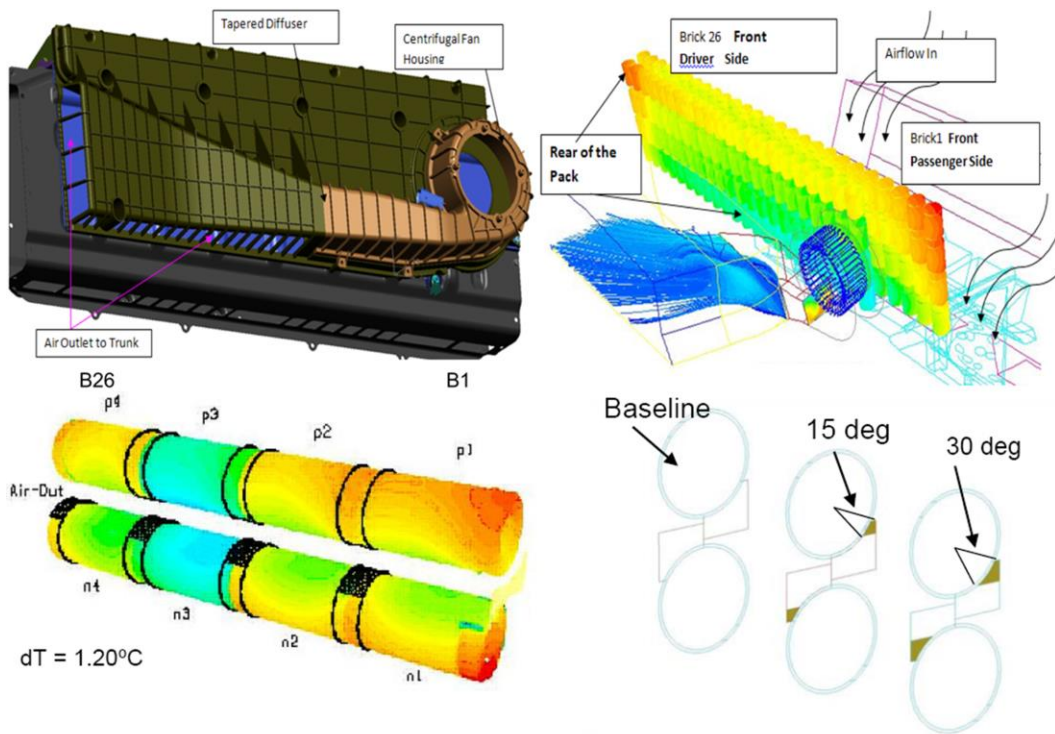 Tapered Diffuser
Centrifugal Fan
Housing
Air Outlet to Trunk
B26
B1
Brick 26 Front
Driver Side
Airflow In
Rear of the
Pack
Brick1 Front
Passenger Side
p4
p3
p2
p1
Air-Out
n4
n3
n2
n1
dT = 1.20ºC
Baseline
15 deg
30 deg